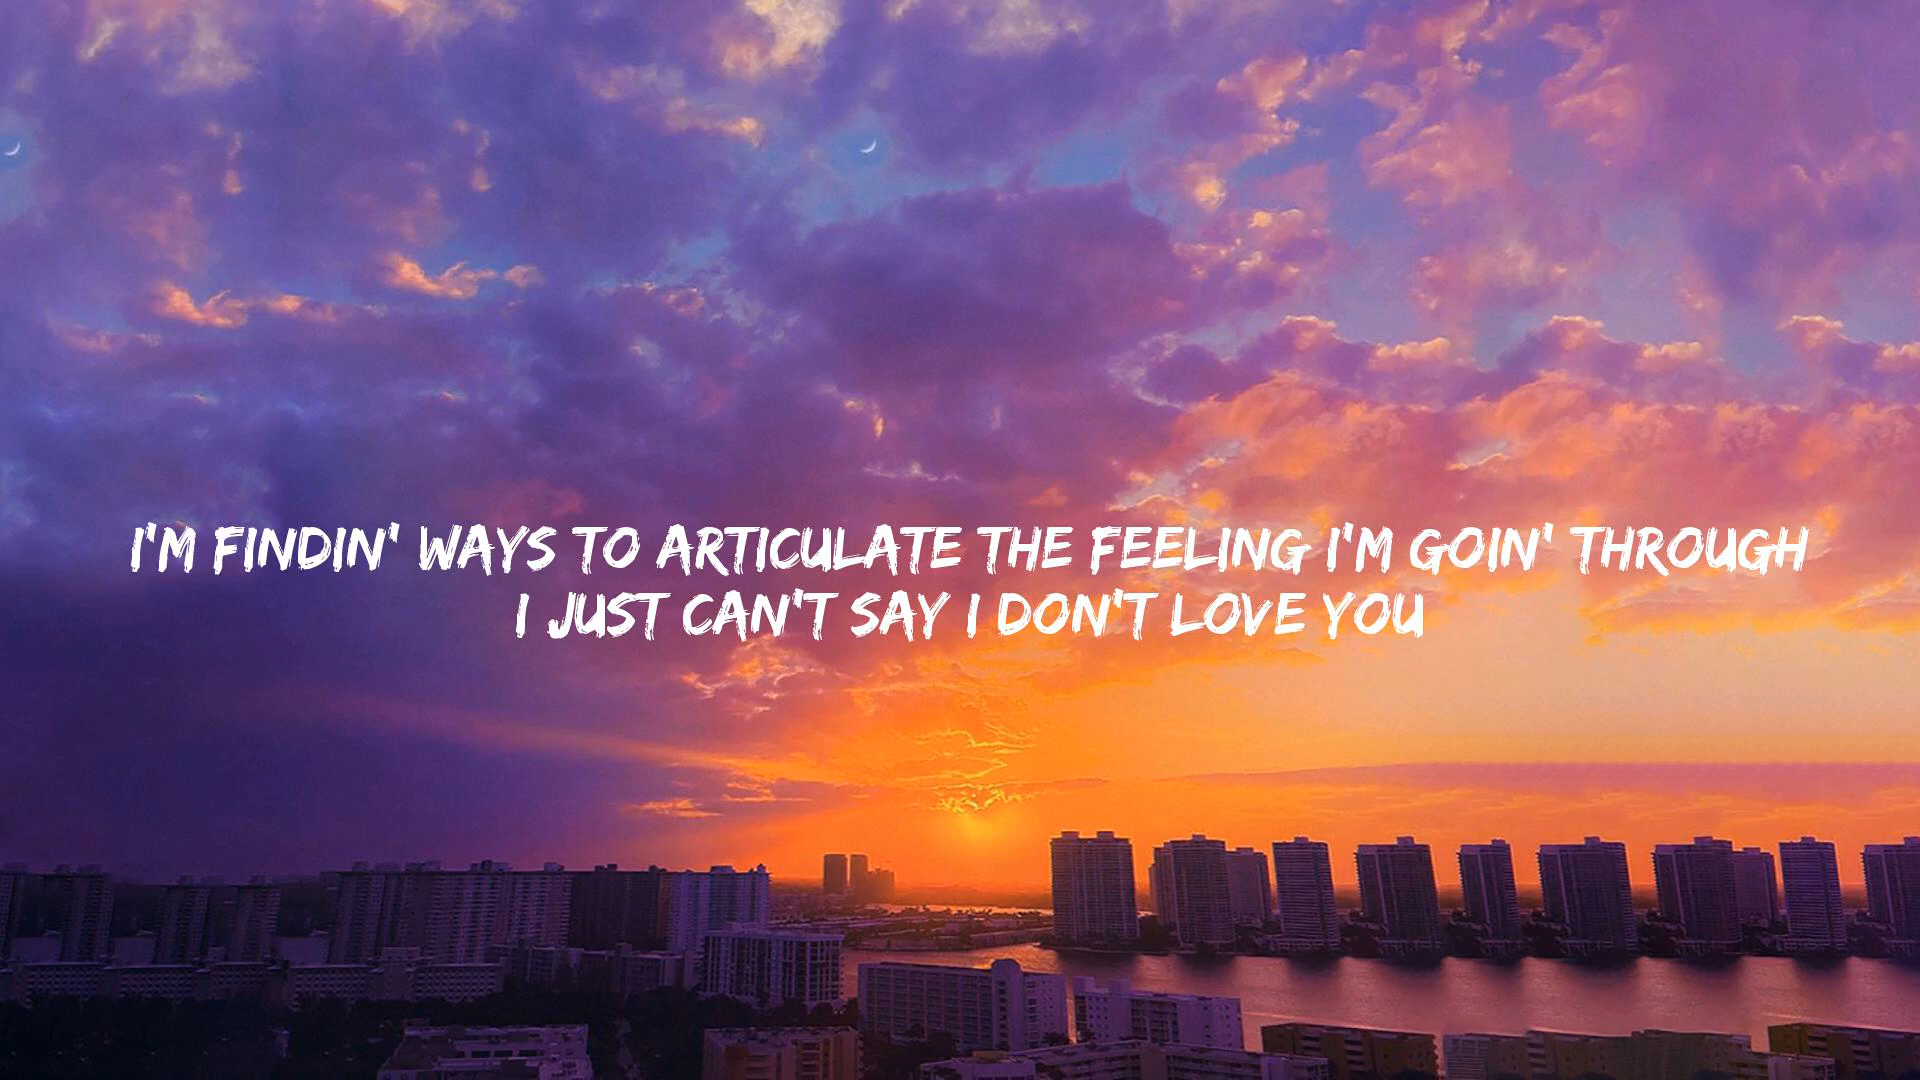 I'M FINDIN' WAYS TO ARTICULATE THE FEELING I'M GOIN' THROUGH
I JUST CAN'T SAY I DON'T LOVE YOU